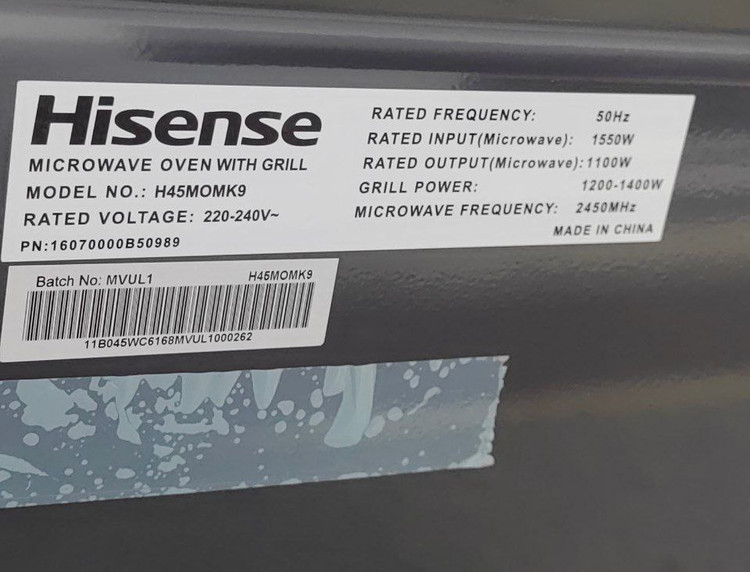 Hisense
MICROWAVE OVEN WITH GRILL
MODEL NO.: H45MOMK9
RATED VOLTAGE: 220-240V~
PN:16070000B50989
RATED FREQUENCY: 50Hz
RATED INPUT(Microwave): 1550W
RATED OUTPUT(Microwave): 1100W
GRILL POWER: 1200-1400W
MICROWAVE FREQUENCY: 2450MHz
MADE IN CHINA
Batch No: MVUL1 H45MOMK9
11B045WC6168MVUL1000262